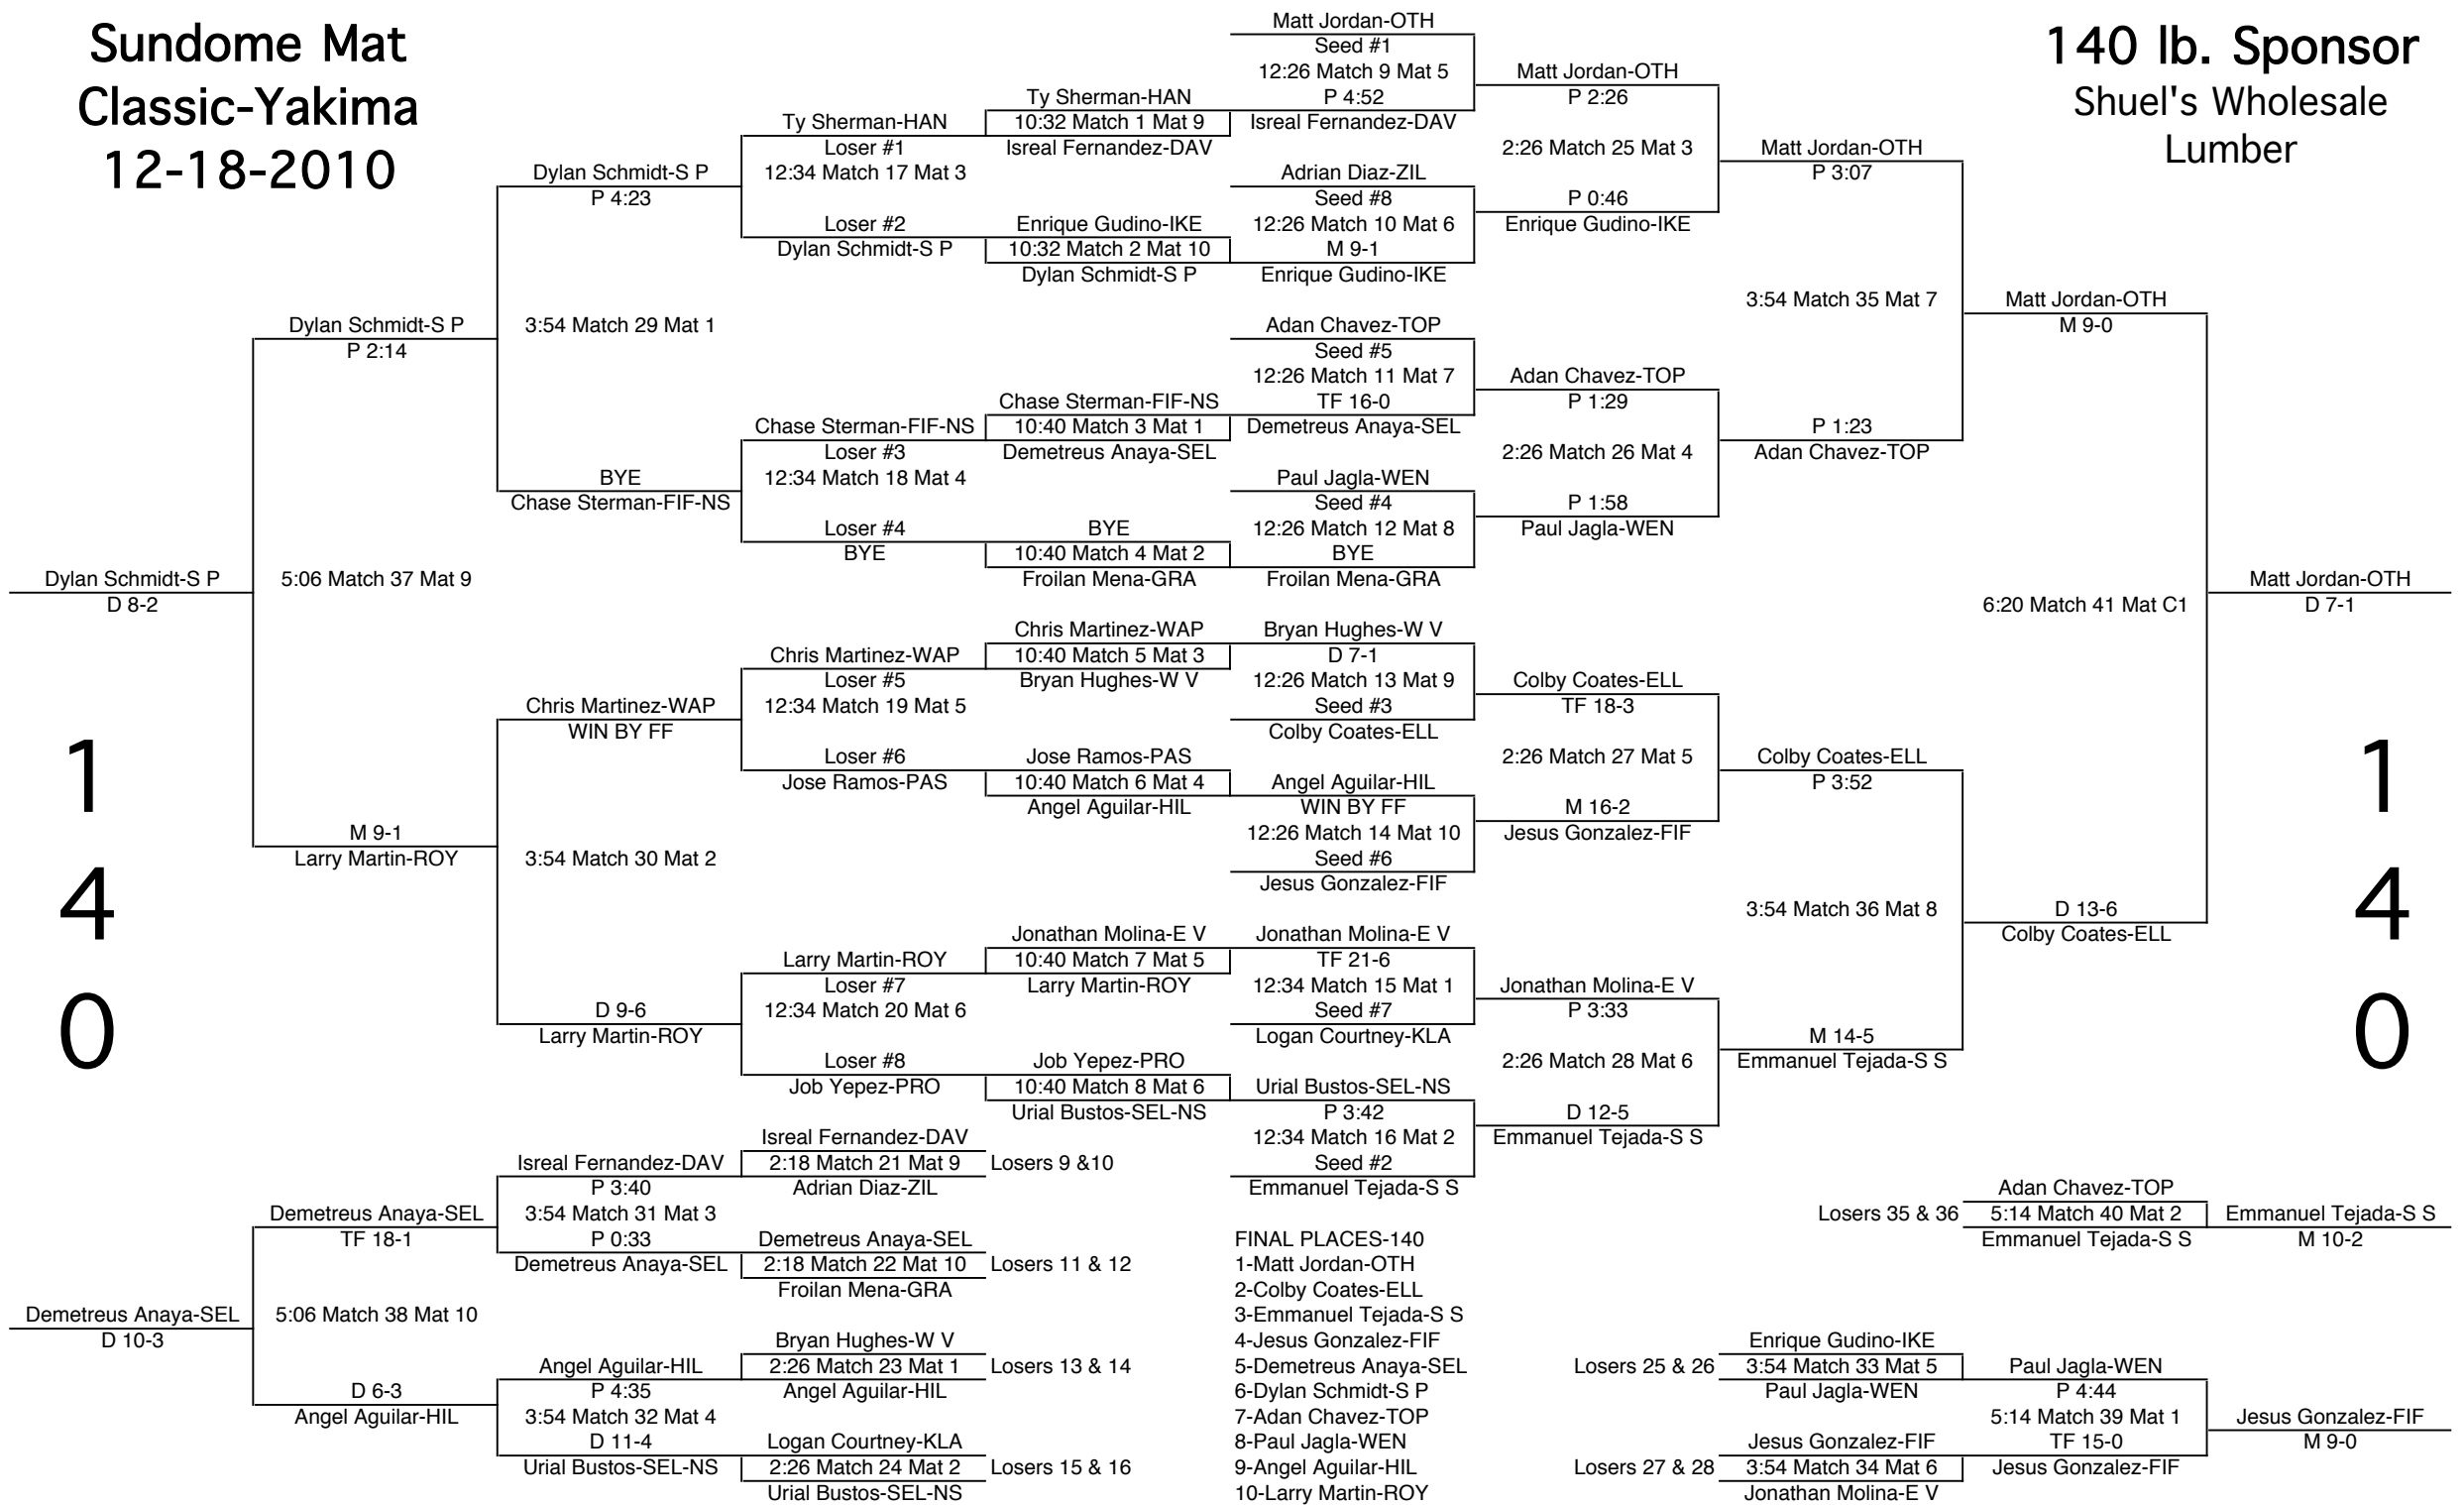 Sundome Mat
Classic-Yakima
12-18-2010
140 lb. Sponsor
Shuel's Wholesale
Lumber
Dylan Schmidt-S P
D 8-2
1
4
0
Demetreus Anaya-SEL
D 10-3
Dylan Schmidt-S P
P 2:14
5:06 Match 37 Mat 9
M 9-1
Larry Martin-ROY
Demetreus Anaya-SEL
TF 18-1
5:06 Match 38 Mat 10
D 6-3
Angel Aguilar-HIL
Dylan Schmidt-S P
P 4:23
3:54 Match 29 Mat 1
BYE
Chase Sterman-FIF-NS
Chris Martinez-WAP
WIN BY FF
3:54 Match 30 Mat 2
D 9-6
Larry Martin-ROY
Isreal Fernandez-DAV
P 3:40
3:54 Match 31 Mat 3
P 0:33
Demetreus Anaya-SEL
Angel Aguilar-HIL
P 4:35
3:54 Match 32 Mat 4
D 11-4
Urial Bustos-SEL-NS
Ty Sherman-HAN
Loser #1
12:34 Match 17 Mat 3
Loser #2
Dylan Schmidt-S P
Chase Sterman-FIF-NS
Loser #3
12:34 Match 18 Mat 4
Loser #4
BYE
Chris Martinez-WAP
Loser #5
12:34 Match 19 Mat 5
Loser #6
Jose Ramos-PAS
Larry Martin-ROY
Loser #7
12:34 Match 20 Mat 6
Loser #8
Job Yepez-PRO
Isreal Fernandez-DAV
2:18 Match 21 Mat 9 Losers 9 &10
Adrian Diaz-ZIL
Demetreus Anaya-SEL
2:18 Match 22 Mat 10 Losers 11 & 12
Froilan Mena-GRA
Bryan Hughes-W V
2:26 Match 23 Mat 1 Losers 13 & 14
Angel Aguilar-HIL
Logan Courtney-KLA
2:26 Match 24 Mat 2 Losers 15 & 16
Urial Bustos-SEL-NS
Ty Sherman-HAN
10:32 Match 1 Mat 9
Isreal Fernandez-DAV
Enrique Gudino-IKE
10:32 Match 2 Mat 10
Dylan Schmidt-S P
Chase Sterman-FIF-NS
10:40 Match 3 Mat 1
Demetreus Anaya-SEL
BYE
10:40 Match 4 Mat 2
Froilan Mena-GRA
Chris Martinez-WAP
10:40 Match 5 Mat 3
Bryan Hughes-W V
Jose Ramos-PAS
10:40 Match 6 Mat 4
Angel Aguilar-HIL
Jonathan Molina-E V
10:40 Match 7 Mat 5
Larry Martin-ROY
Job Yepez-PRO
10:40 Match 8 Mat 6
Urial Bustos-SEL-NS
Matt Jordan-OTH
Seed #1
12:26 Match 9 Mat 5
P 4:52
Isreal Fernandez-DAV
Adrian Diaz-ZIL
Seed #8
12:26 Match 10 Mat 6
M 9-1
Enrique Gudino-IKE
Adan Chavez-TOP
Seed #5
12:26 Match 11 Mat 7
TF 16-0
Demetreus Anaya-SEL
Paul Jagla-WEN
Seed #4
12:26 Match 12 Mat 8
BYE
Froilan Mena-GRA
Bryan Hughes-W V
D 7-1
12:26 Match 13 Mat 9
Seed #3
Colby Coates-ELL
Angel Aguilar-HIL
WIN BY FF
12:26 Match 14 Mat 10
Seed #6
Jesus Gonzalez-FIF
Jonathan Molina-E V
TF 21-6
12:34 Match 15 Mat 1
Seed #7
Logan Courtney-KLA
Urial Bustos-SEL-NS
P 3:42
12:34 Match 16 Mat 2
Seed #2
Emmanuel Tejada-S S
FINAL PLACES-140
1-Matt Jordan-OTH
2-Colby Coates-ELL
3-Emmanuel Tejada-S S
4-Jesus Gonzalez-FIF
5-Demetreus Anaya-SEL
6-Dylan Schmidt-S P
7-Adan Chavez-TOP
8-Paul Jagla-WEN
9-Angel Aguilar-HIL
10-Larry Martin-ROY
Matt Jordan-OTH
P 2:26
2:26 Match 25 Mat 3
P 0:46
Enrique Gudino-IKE
Adan Chavez-TOP
P 1:29
2:26 Match 26 Mat 4
P 1:58
Paul Jagla-WEN
Colby Coates-ELL
TF 18-3
2:26 Match 27 Mat 5
M 16-2
Jesus Gonzalez-FIF
Jonathan Molina-E V
P 3:33
2:26 Match 28 Mat 6
D 12-5
Emmanuel Tejada-S S
Matt Jordan-OTH
P 3:07
3:54 Match 35 Mat 7
P 1:23
Adan Chavez-TOP
Colby Coates-ELL
P 3:52
3:54 Match 36 Mat 8
M 14-5
Emmanuel Tejada-S S
Matt Jordan-OTH
M 9-0
6:20 Match 41 Mat C1
D 13-6
Colby Coates-ELL
Matt Jordan-OTH
D 7-1
1
4
0
Adan Chavez-TOP
Losers 35 & 36 5:14 Match 40 Mat 2
Emmanuel Tejada-S S
Emmanuel Tejada-S S
M 10-2
Enrique Gudino-IKE
Losers 25 & 26 3:54 Match 33 Mat 5
Paul Jagla-WEN
Jesus Gonzalez-FIF
Losers 27 & 28 3:54 Match 34 Mat 6
Jonathan Molina-E V
Paul Jagla-WEN
P 4:44
5:14 Match 39 Mat 1
TF 15-0
Jesus Gonzalez-FIF
Jesus Gonzalez-FIF
M 9-0